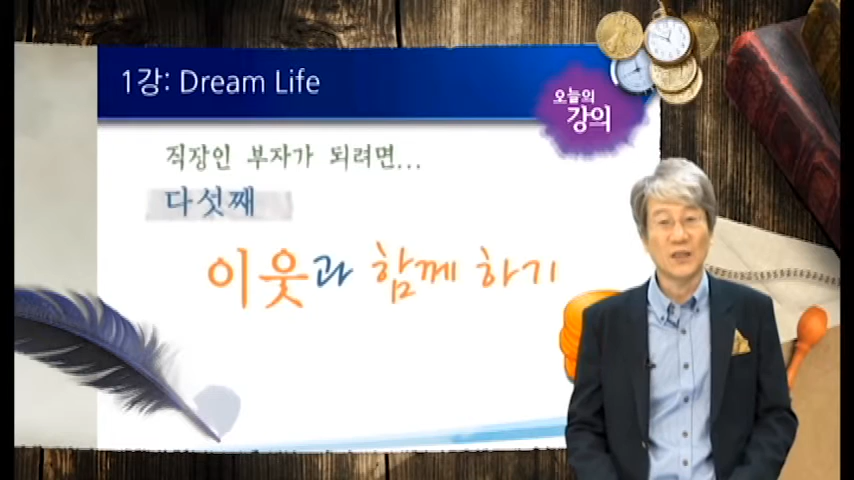 1강: Dream Life
오늘의
강의
직장인 부자가 되려면...
다섯째
이웃과 함께 하기